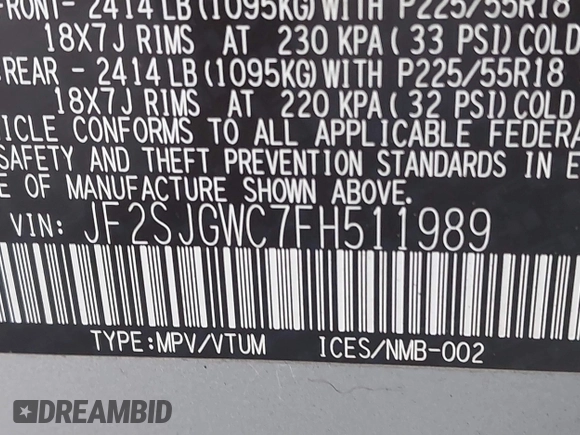 FRONT- 2414 LB(1095KG)WITH P225/55R18
18X7J RIMS AT 230 KPA( 33 PSI)COLD
REAR - 2414 LB(1095KG)WITH P225/55R18
18X7J RIMS AT 220 KPA( 32 PSI)COLD
CONFORMS TO ALL APPLICABLE
SAFETY AND THEFT PREVENTION STANDARDS IN
OF MANUFACTURE SHOWN ABOVE.
VIN: JF2SJGWC7FH511989
TYPE:MPV/VTUM ICES/NMB-002
DREAMBID